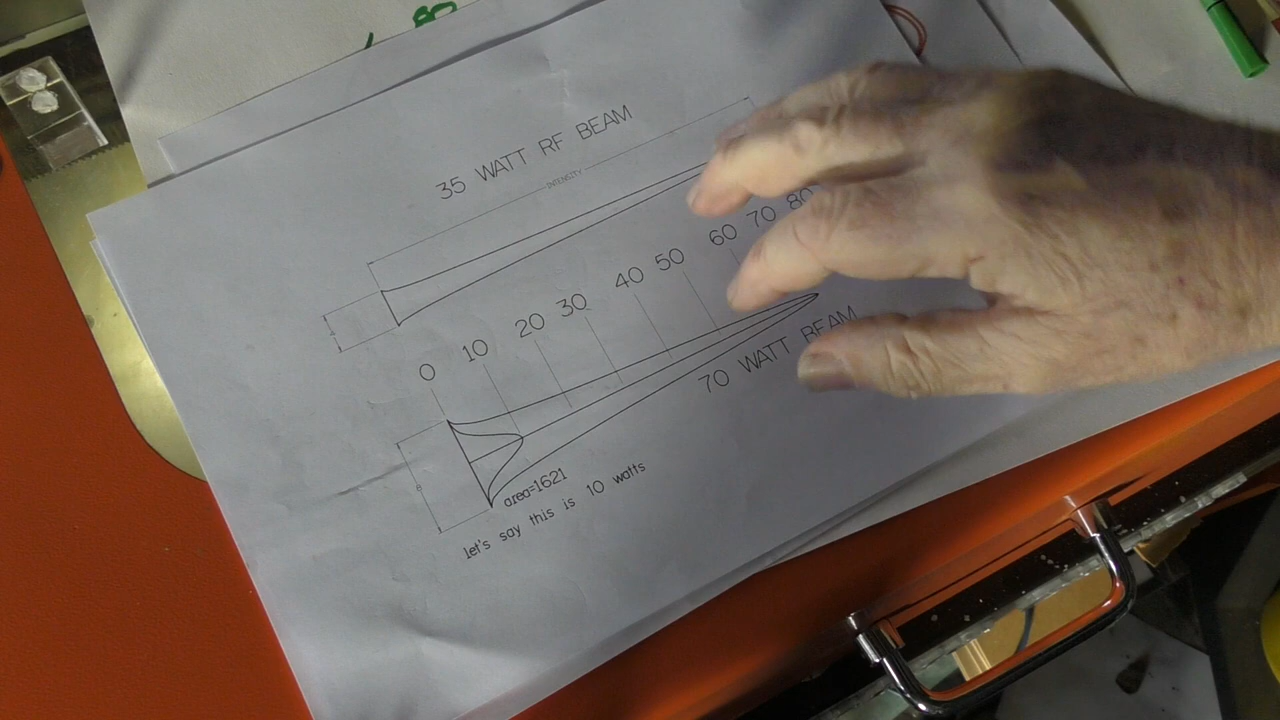 35 WATT RF BEAM
INTENSITY
0 10 20 30 40 50 60 70 80
70 WATT BEAM
area=1621
let's say this is 10 watts